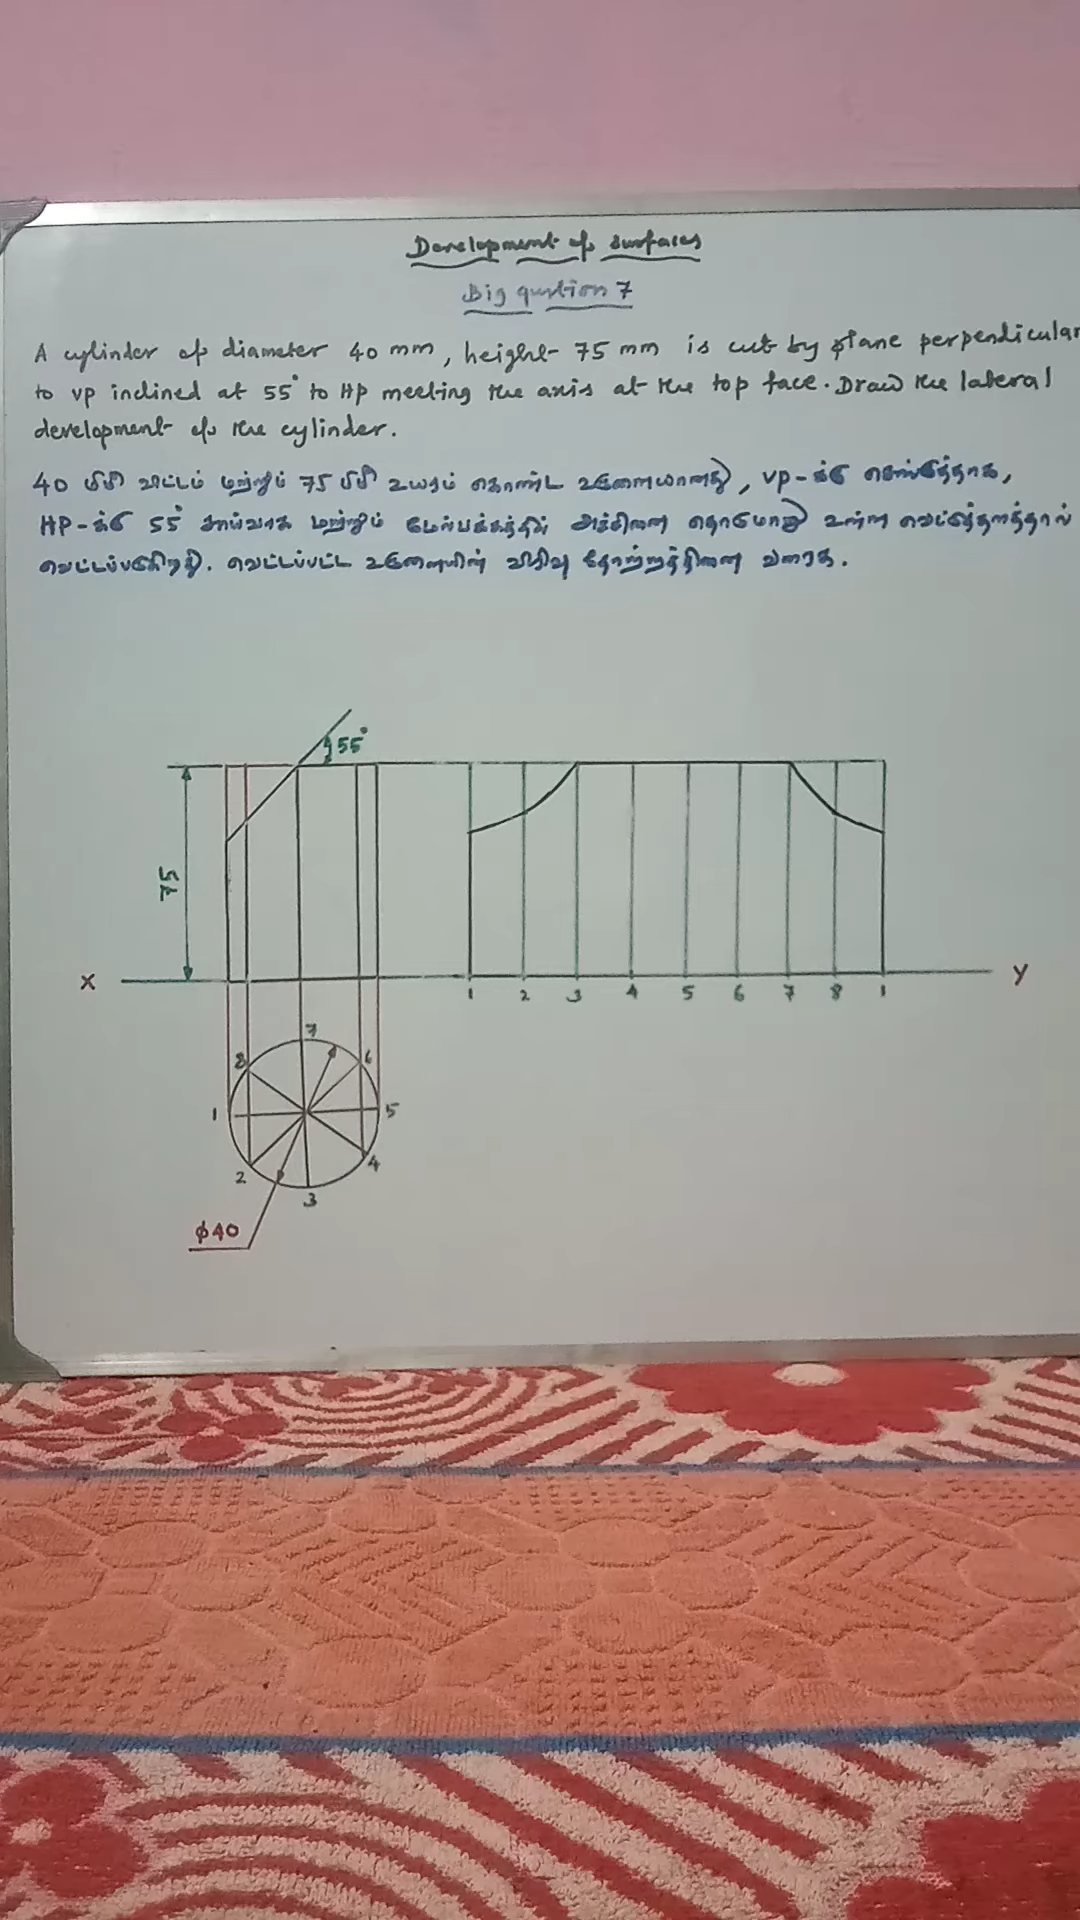 Development of surfaces
Big qustion 7
A cylinder of diameter 40 mm, height 75 mm is cut by plane perpendicular
to VP inclined at 55° to HP meeting the axis at the top face. Draw the lateral
development of the cylinder.
40 மிமி விட்டம் மற்றும் 75 மிமி உயரம் கொண்ட உருளையானது, VP-க்கு செங்குத்தாக,
HP-க்கு 55° சாய்வாக மற்றும் மேல்பக்கத்தில் அச்சினை தொடுமாறு உள்ள வெட்டுத்தளத்தால்
வெட்டப்படுகிறது. வெட்டப்பட்ட உருளையின் விரிவு தோற்றத்தினை வரைக.
55°
75
X
Y
1 2 3 4 5 6 7 8 1
7
8 6
1 5
2 4
3
ϕ40